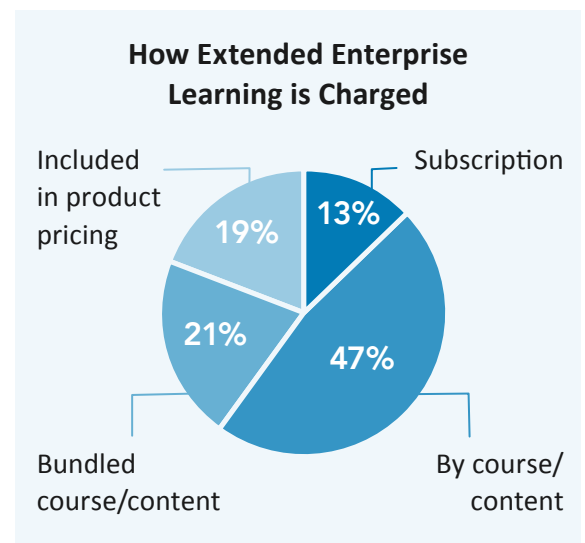 How Extended Enterprise
Learning is Charged
Included
in product
pricing
Subscription
19%
13%
21%
47%
Bundled
course/content
By course/
content